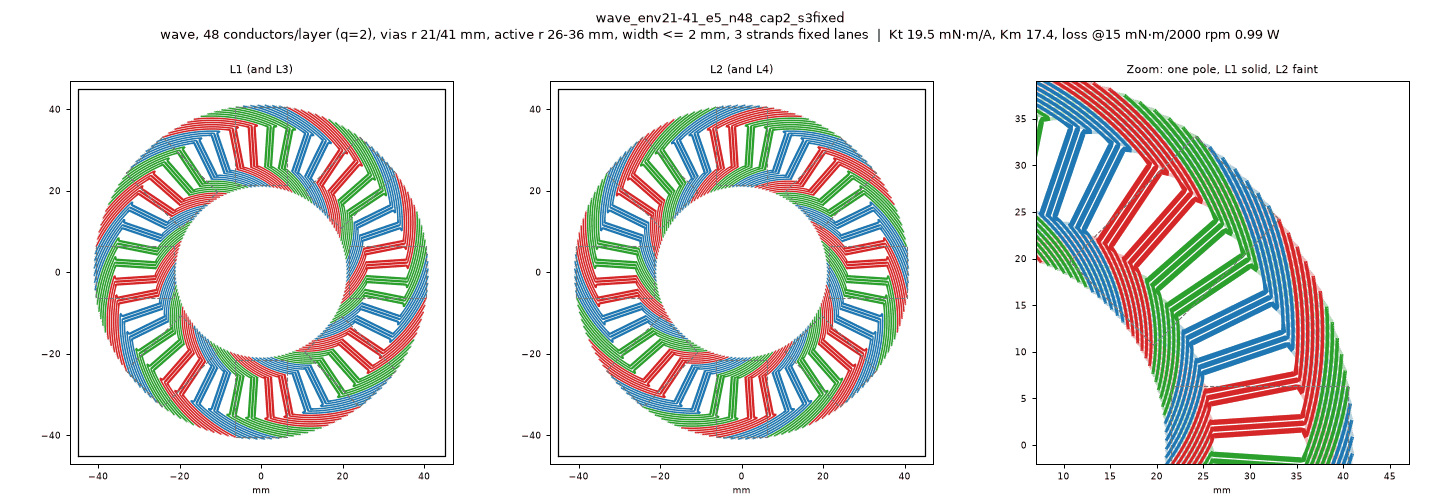 wave_env21-41_e5_n48_cap2_s3fixed
wave, 48 conductors/layer (q=2), vias r 21/41 mm, active r 26-36 mm, width <= 2 mm, 3 strands fixed lanes | Kt 19.5 mN·m/A, Km 17.4, loss @15 mN·m/2000 rpm 0.99 W
L1 (and L3)
40
20
0
−20
−40
−40 −20 0 20 40
mm
L2 (and L4)
40
20
0
−20
−40
−40 −20 0 20 40
mm
Zoom: one pole, L1 solid, L2 faint
35
30
25
20
15
10
5
0
10 15 20 25 30 35 40 45
mm